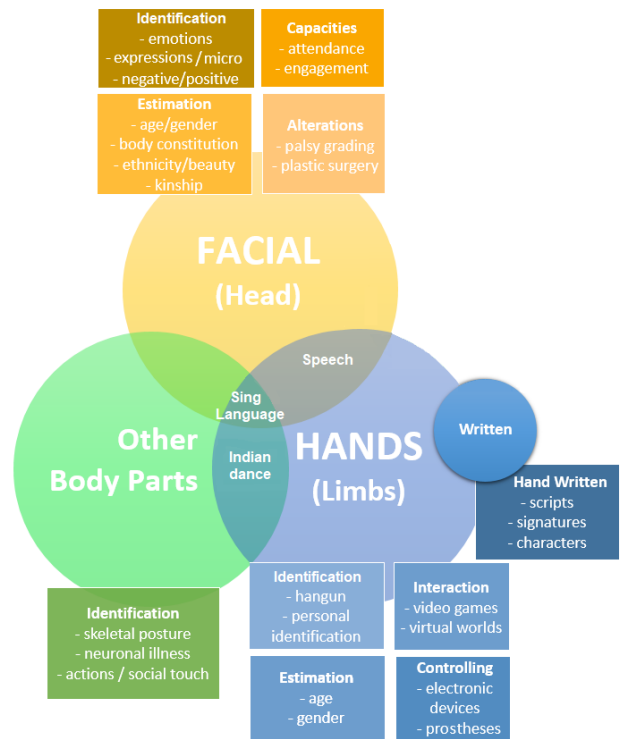 Identification
- emotions
- expressions / micro
- negative/positive
Capacities
- attendance
- engagement
Estimation
- age/gender
- body constitution
- ethnicity/beauty
- kinship
Alterations
- palsy grading
- plastic surgery
FACIAL
(Head)
Speech
Sing
Language
Other
Body Parts
Indian
dance
HANDS
(Limbs)
Written
Hand Written
- scripts
- signatures
- characters
Identification
- skeletal posture
- neuronal illness
- actions / social touch
Identification
- hangun
- personal
identification
Interaction
- video games
- virtual worlds
Estimation
- age
- gender
Controlling
- electronic
devices
- prostheses